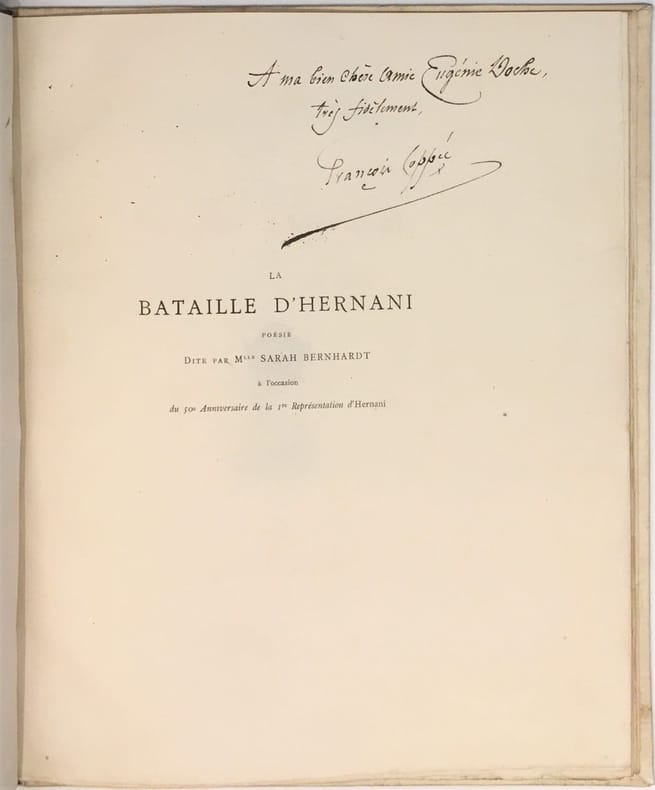 A ma bien chère amie Eugénie Doche,
très fidèlement,
François Coppée
LA
BATAILLE D'HERNANI
POÉSIE
DITE PAR MLLE SARAH BERNHARDT
à l'occasion
du 50e Anniversaire de la 1re Représentation d'Hernani